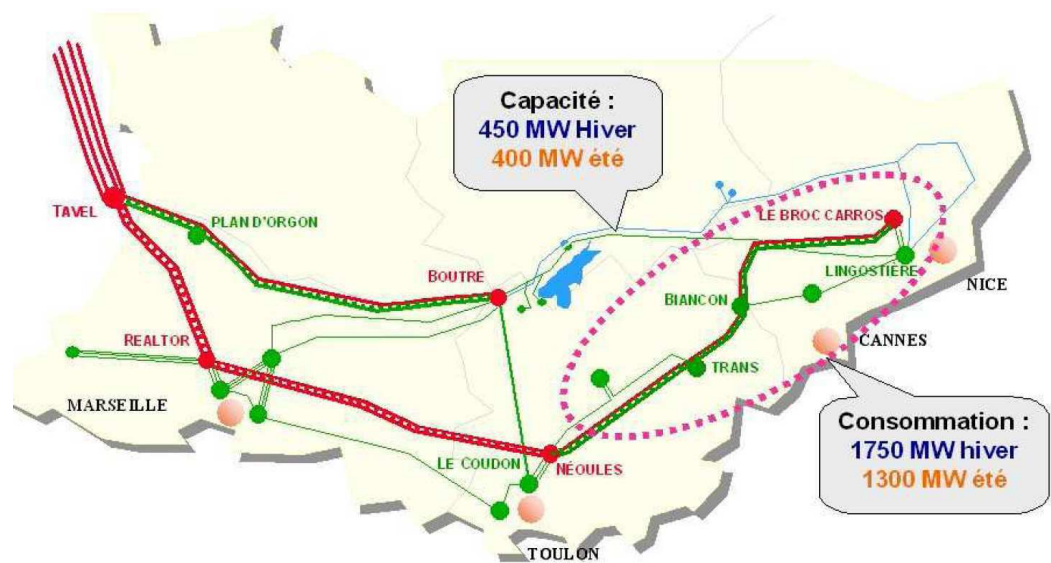 Capacité :
450 MW Hiver
400 MW été
TAVEL
PLAN D'ORGON
LE BROC CARROS
BOUTRE
LINGOSTIÈRE
NICE
BIANCON
REALTOR
CANNES
TRANS
MARSEILLE
Consommation :
1750 MW hiver
1300 MW été
LE COUDON
NÉOULES
TOULON